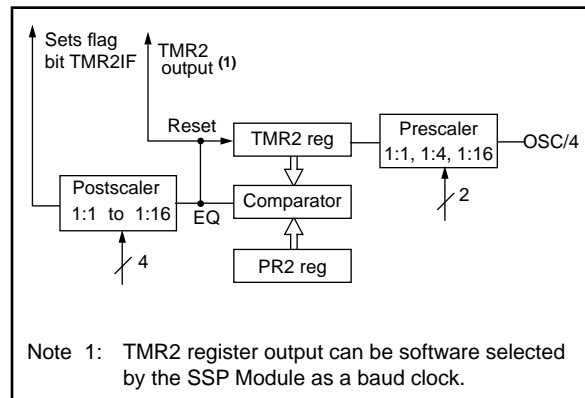 Sets flag
bit TMR2IF
TMR2
output (1)
Reset
TMR2 reg
Prescaler
1:1, 1:4, 1:16
OSC/4
2
Postscaler
1:1 to 1:16
EQ
Comparator
4
PR2 reg
Note 1: TMR2 register output can be software selected
by the SSP Module as a baud clock.